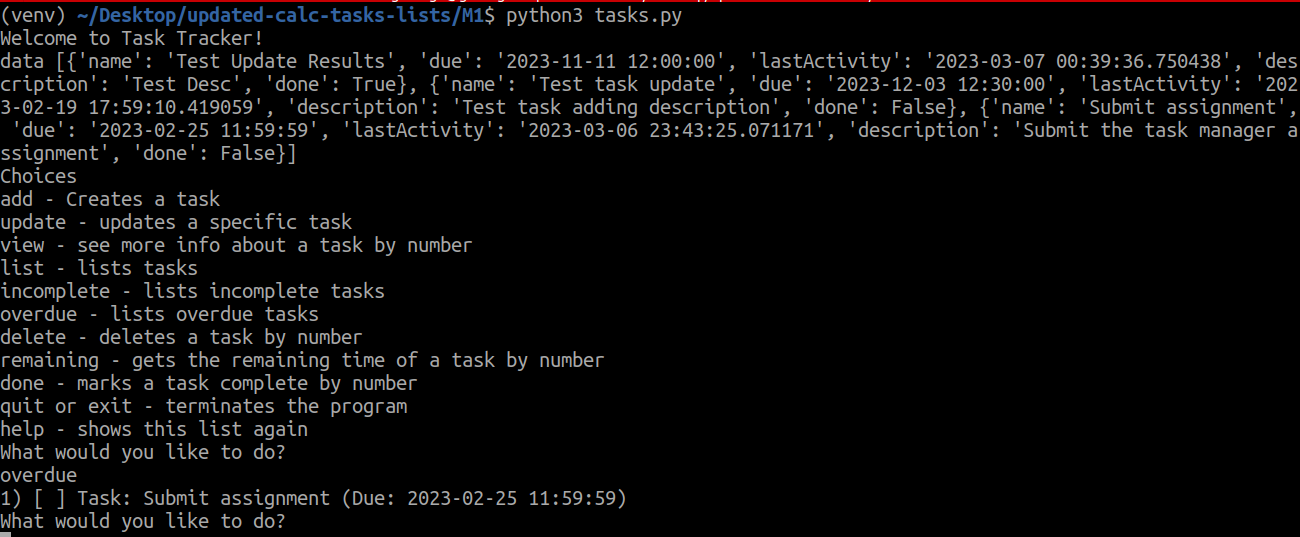 (venv) ~/Desktop/updated-calc-tasks-lists/M1$ python3 tasks.py
Welcome to Task Tracker!
data [{'name': 'Test Update Results', 'due': '2023-11-11 12:00:00', 'lastActivity': '2023-03-07 00:39:36.750438', 'des
cription': 'Test Desc', 'done': True}, {'name': 'Test task update', 'due': '2023-12-03 12:30:00', 'lastActivity': '202
3-02-19 17:59:10.419059', 'description': 'Test task adding description', 'done': False}, {'name': 'Submit assignment',
 'due': '2023-02-25 11:59:59', 'lastActivity': '2023-03-06 23:43:25.071171', 'description': 'Submit the task manager a
ssignment', 'done': False}]
Choices
add - Creates a task
update - updates a specific task
view - see more info about a task by number
list - lists tasks
incomplete - lists incomplete tasks
overdue - lists overdue tasks
delete - deletes a task by number
remaining - gets the remaining time of a task by number
done - marks a task complete by number
quit or exit - terminates the program
help - shows this list again
What would you like to do?
overdue
1) [ ] Task: Submit assignment (Due: 2023-02-25 11:59:59)
What would you like to do?